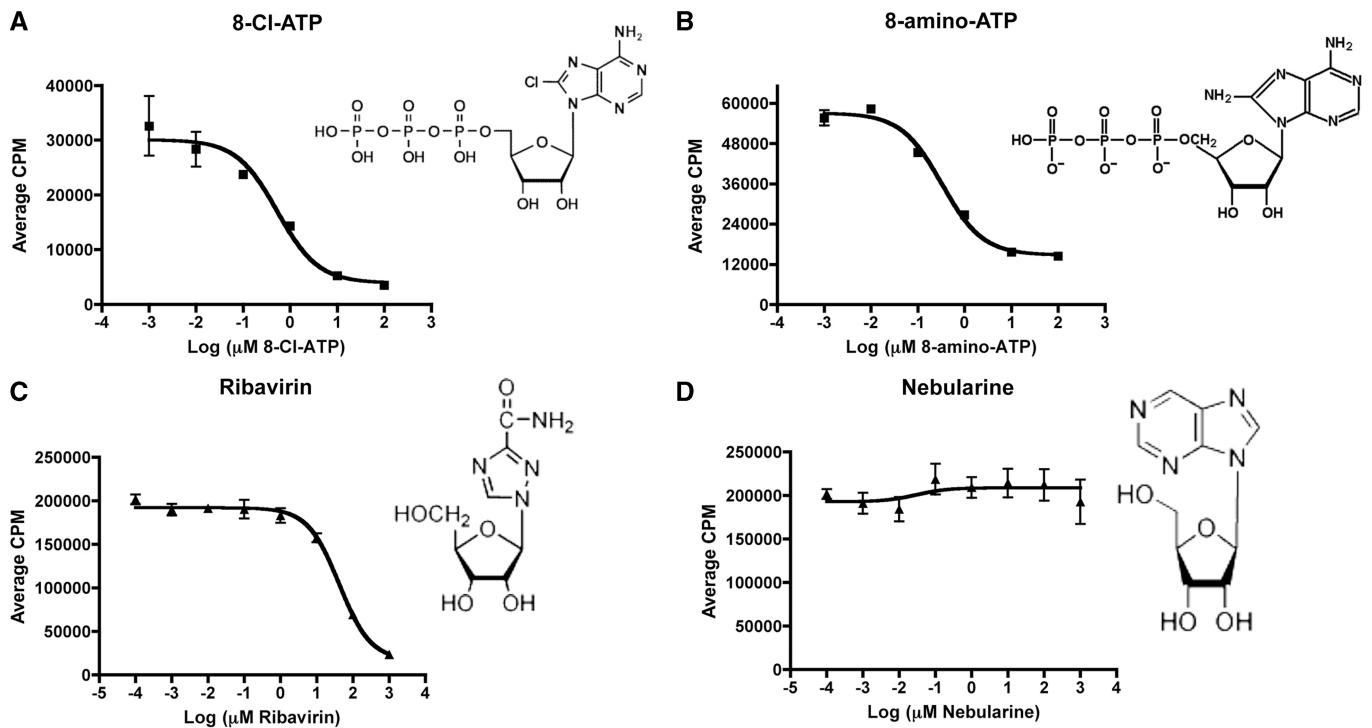 A
8-Cl-ATP
Average CPM
40000
30000
20000
10000
0
-4 -3 -2 -1 0 1 2 3
Log (µM 8-Cl-ATP)
NH2
N
N
Cl
N
N
O O O
HO P O P O P O
OH OH OH
O
OH OH
B
8-amino-ATP
Average CPM
60000
48000
36000
24000
12000
0
-4 -3 -2 -1 0 1 2 3
Log (µM 8-amino-ATP)
NH2
N
N
NH2
N
N
O O O
HO-P-O-P-O-P-OCH2
O- O- O-
O
HO OH
C
Ribavirin
Average CPM
250000
200000
150000
100000
50000
0
-5 -4 -3 -2 -1 0 1 2 3 4
Log (µM Ribavirin)
O
C-NH2
N
N
N
HOCH2
O
HO OH
D
Nebularine
Average CPM
250000
200000
150000
100000
50000
0
-5 -4 -3 -2 -1 0 1 2 3 4
Log (µM Nebularine)
N
N
N
N
HO
O
HO OH